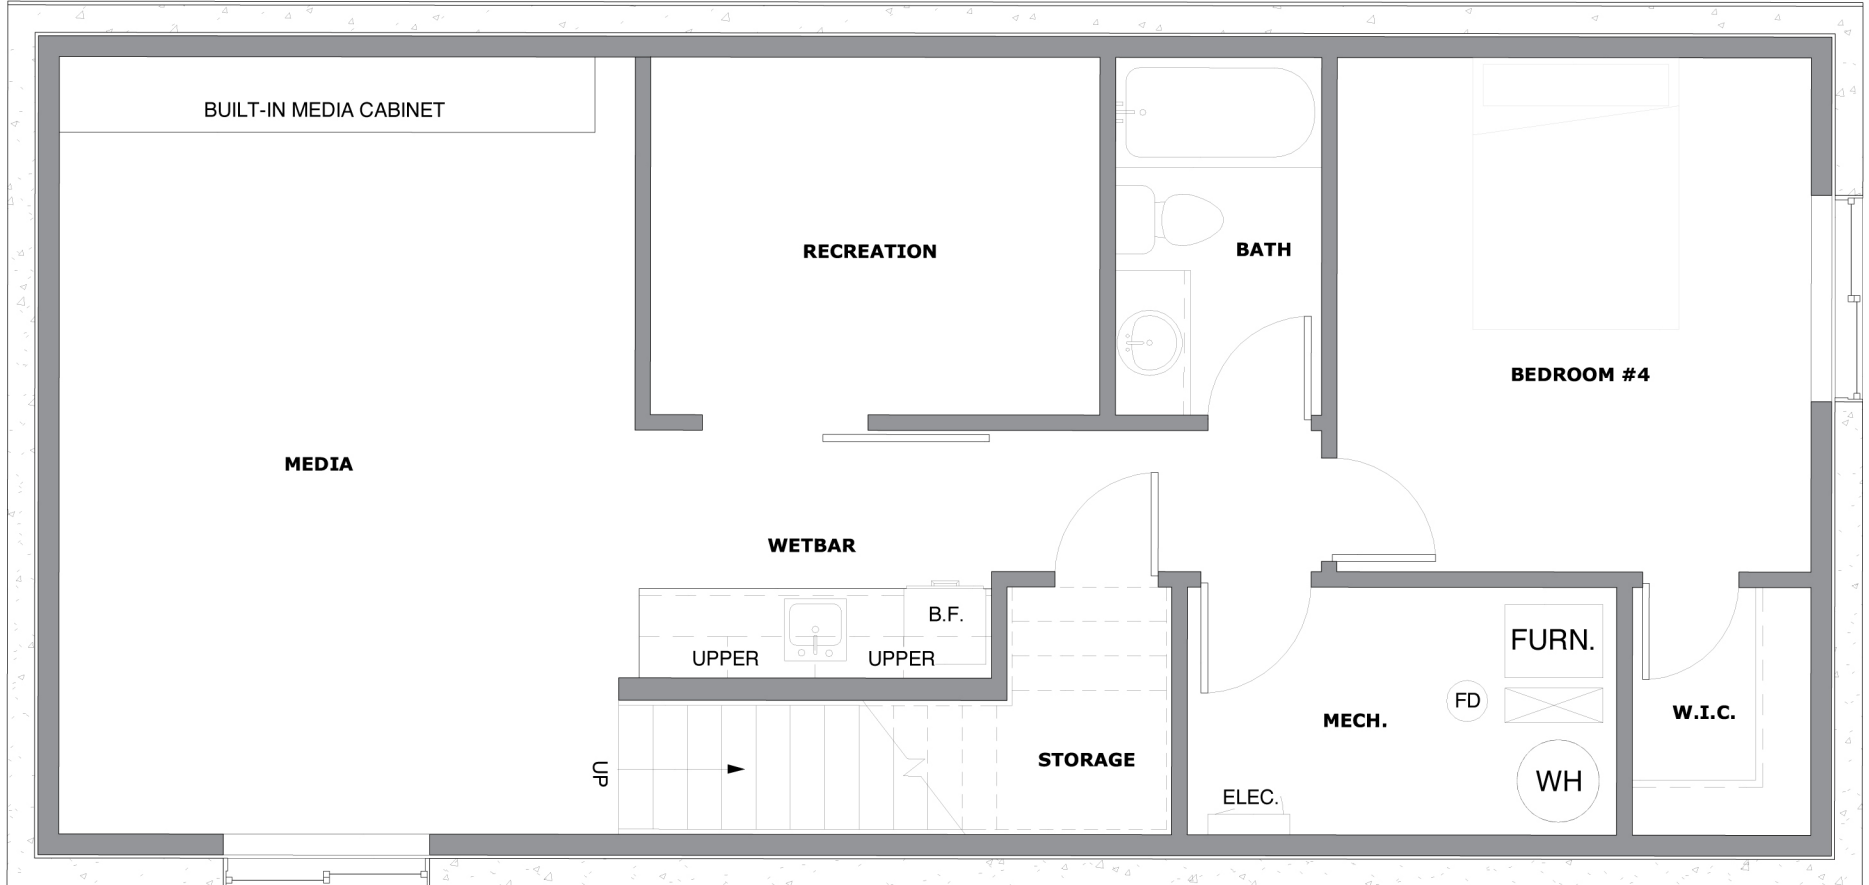 BUILT-IN MEDIA CABINET
RECREATION
BATH
BEDROOM #4
MEDIA
WETBAR
B.F.
UPPER
UPPER
FURN.
FD
MECH.
W.I.C.
STORAGE
UP
WH
ELEC.